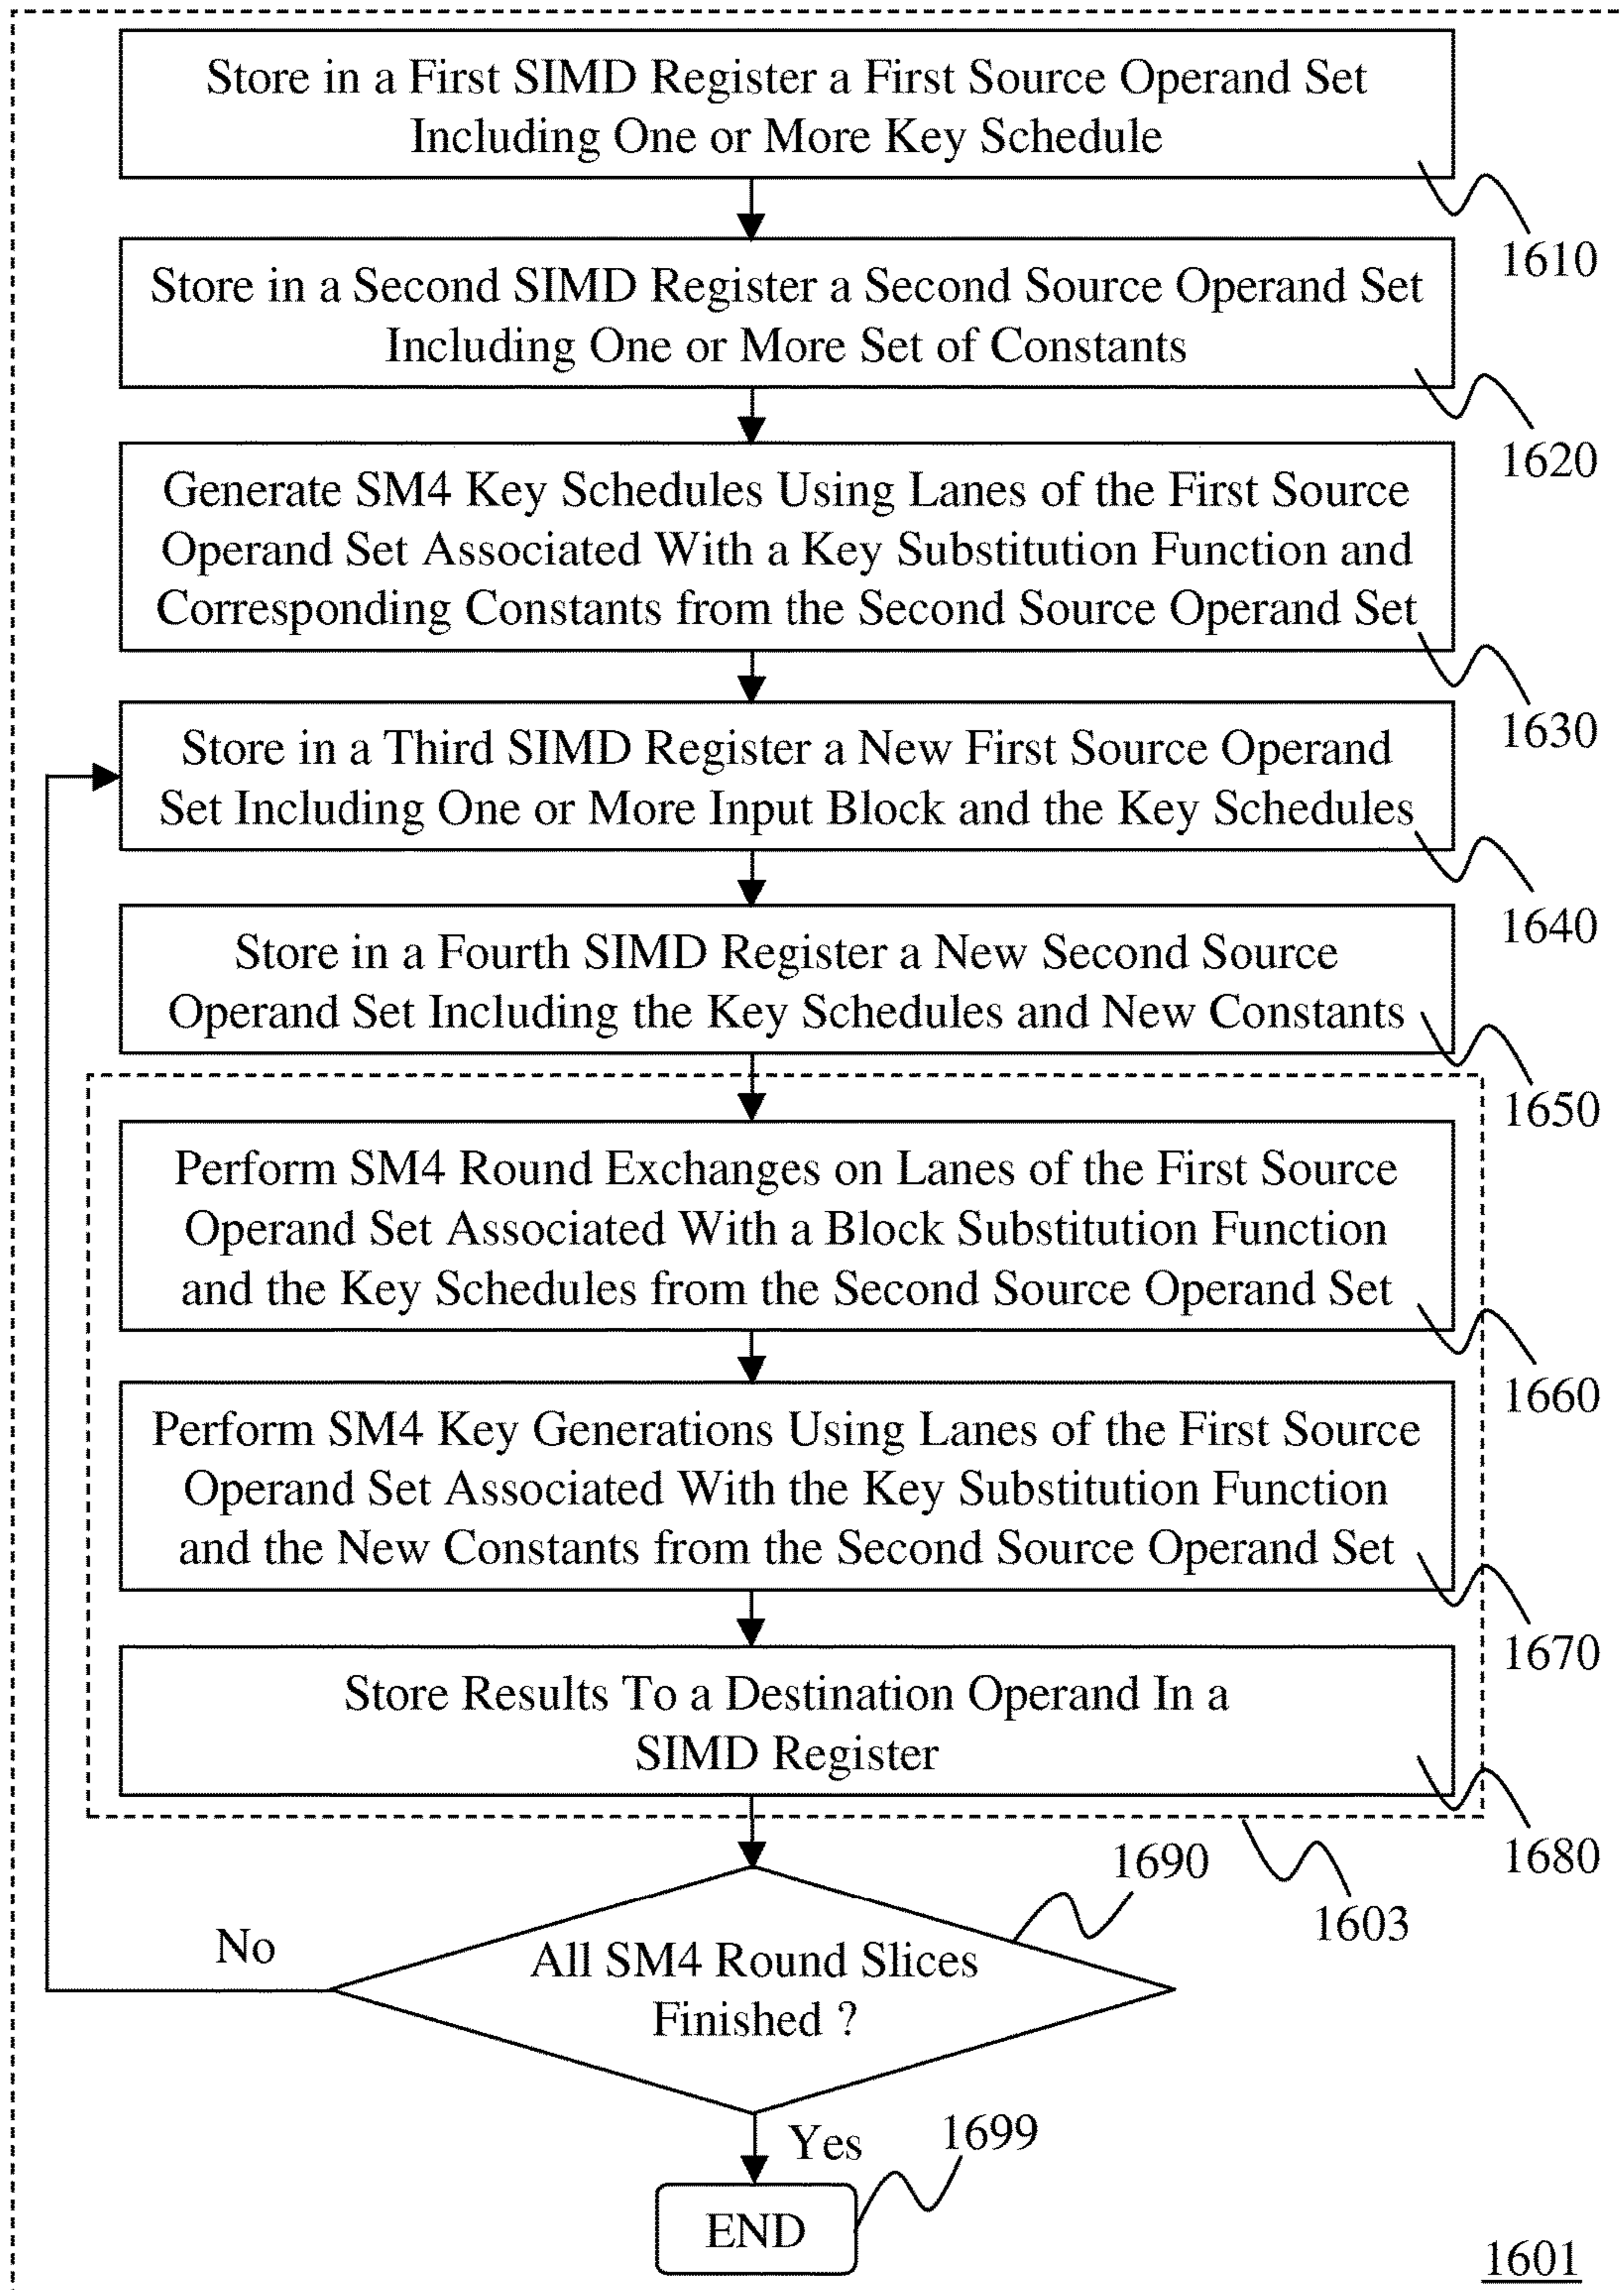 Store in a First SIMD Register a First Source Operand Set
Including One or More Key Schedule
1610
Store in a Second SIMD Register a Second Source Operand Set
Including One or More Set of Constants
1620
Generate SM4 Key Schedules Using Lanes of the First Source
Operand Set Associated With a Key Substitution Function and
Corresponding Constants from the Second Source Operand Set
1630
Store in a Third SIMD Register a New First Source Operand
Set Including One or More Input Block and the Key Schedules
1640
Store in a Fourth SIMD Register a New Second Source
Operand Set Including the Key Schedules and New Constants
1650
Perform SM4 Round Exchanges on Lanes of the First Source
Operand Set Associated With a Block Substitution Function
and the Key Schedules from the Second Source Operand Set
1660
Perform SM4 Key Generations Using Lanes of the First Source
Operand Set Associated With the Key Substitution Function
and the New Constants from the Second Source Operand Set
1670
Store Results To a Destination Operand In a
SIMD Register
1680
1690
1603
No
All SM4 Round Slices
Finished ?
Yes
1699
END
1601